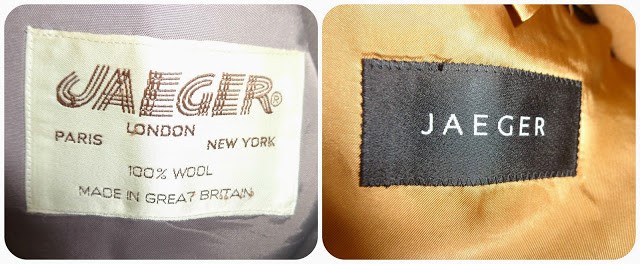 JAEGER®
PARIS LONDON NEW YORK
100% WOOL
MADE IN GREAT BRITAIN
JAEGER